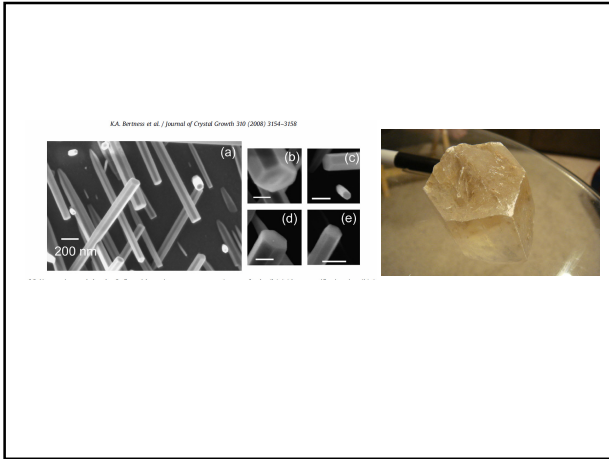 K.A. Bertness et al. / Journal of Crystal Growth 310 (2008) 3154–3158
(a)
(b)
(c)
200 nm
(d)
(e)